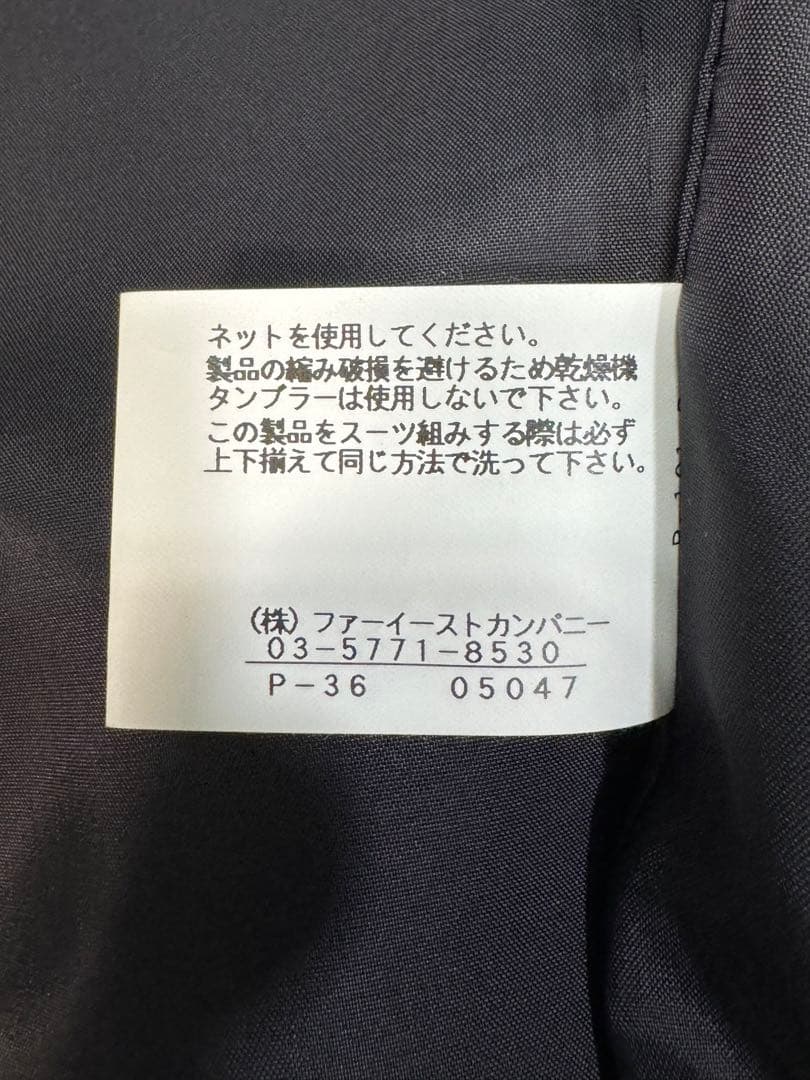 ネットを使用してください。
製品の縮み破損を避けるため乾燥機
タンブラーは使用しないで下さい。
この製品をスーツ組みする際は必ず
上下揃えて同じ方法で洗って下さい。
(株)ファーイーストカンパニー
03-5771-8530
P-36 05047